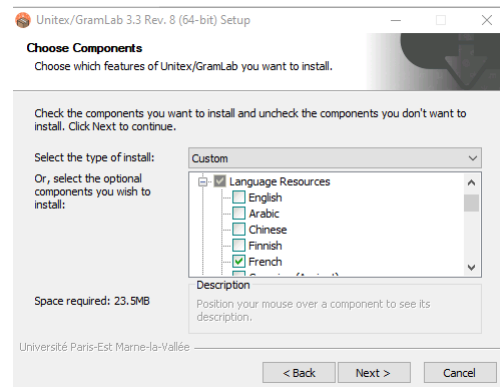 Unitex/GramLab 3.3 Rev. 8 (64-bit) Setup
Choose Components
Choose which features of Unitex/GramLab you want to install.
Check the components you want to install and uncheck the components you don't want to
install. Click Next to continue.
Select the type of install:
Custom
Or, select the optional
components you wish to
install:
Language Resources
English
Arabic
Chinese
Finnish
French
Description
Position your mouse over a component to see its
description.
Space required: 23.5MB
Université Paris-Est Marne-la-Vallée
< Back
Next >
Cancel